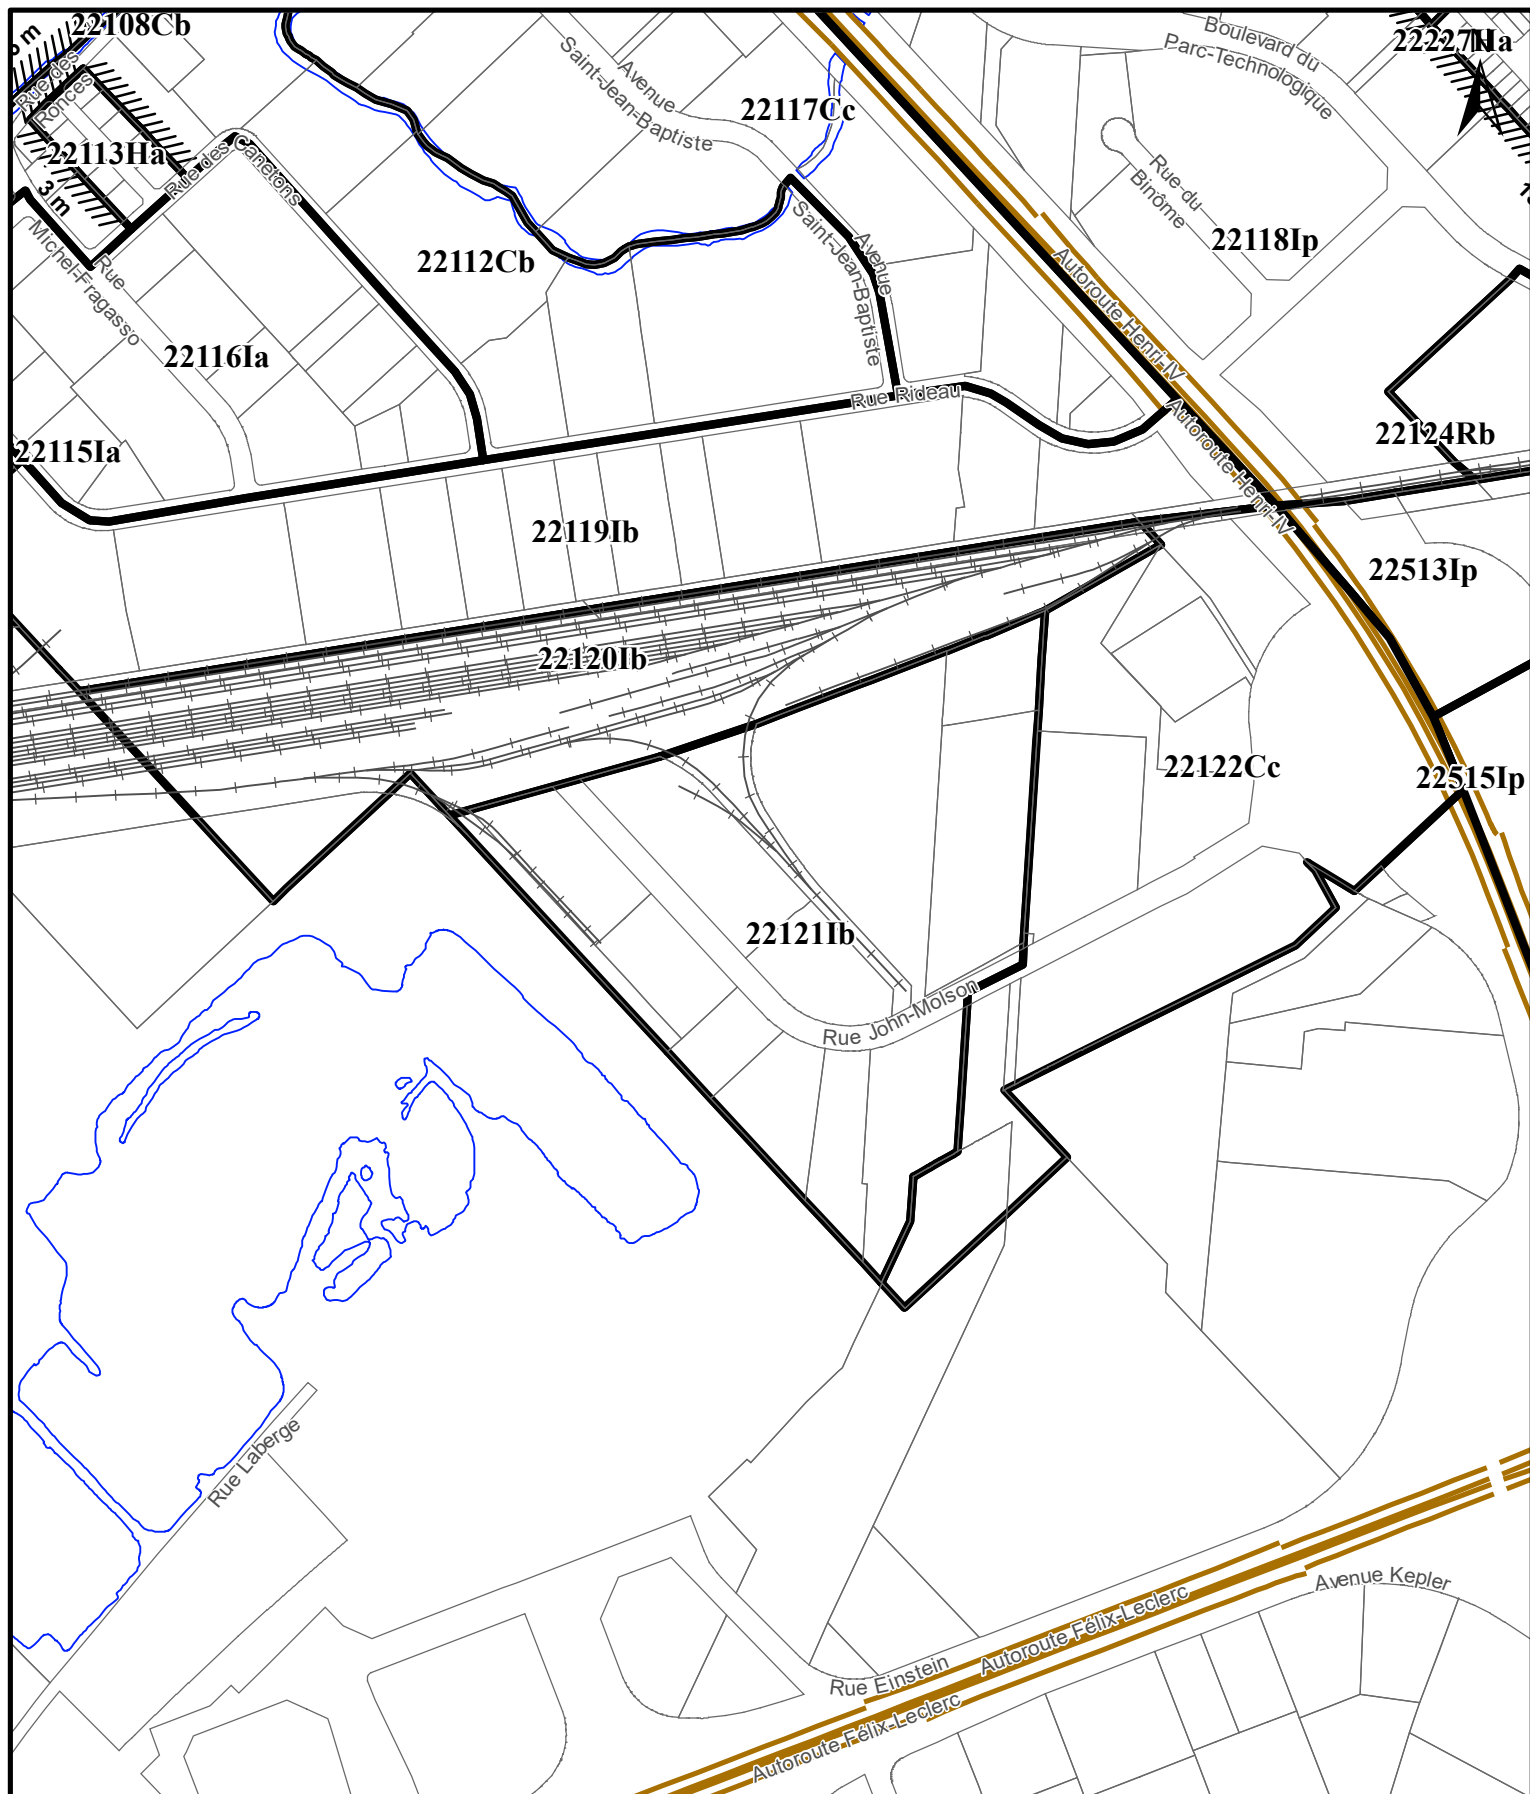 22108Cb
Rue des
Ronces
22113Ha
3 m
Rue des Canetons
Rue
Michel-Fragasso
22116Ia
22115Ia
22112Cb
Avenue
Saint-Jean-Baptiste
22117Cc
Avenue
Saint-Jean-Baptiste
Rue Rideau
Boulevard du
Parc-Technologique
22227Ha
N
Rue du
Binôme
22118Ip
Autoroute Henri-IV
Autoroute Henri-IV
22124Rb
22119Ib
22513Ip
22120Ib
22122Cc
22515Ip
22121Ib
Rue John-Molson
Rue Laberge
Avenue Kepler
Autoroute Félix-Leclerc
Rue Einstein
Autoroute Félix-Leclerc